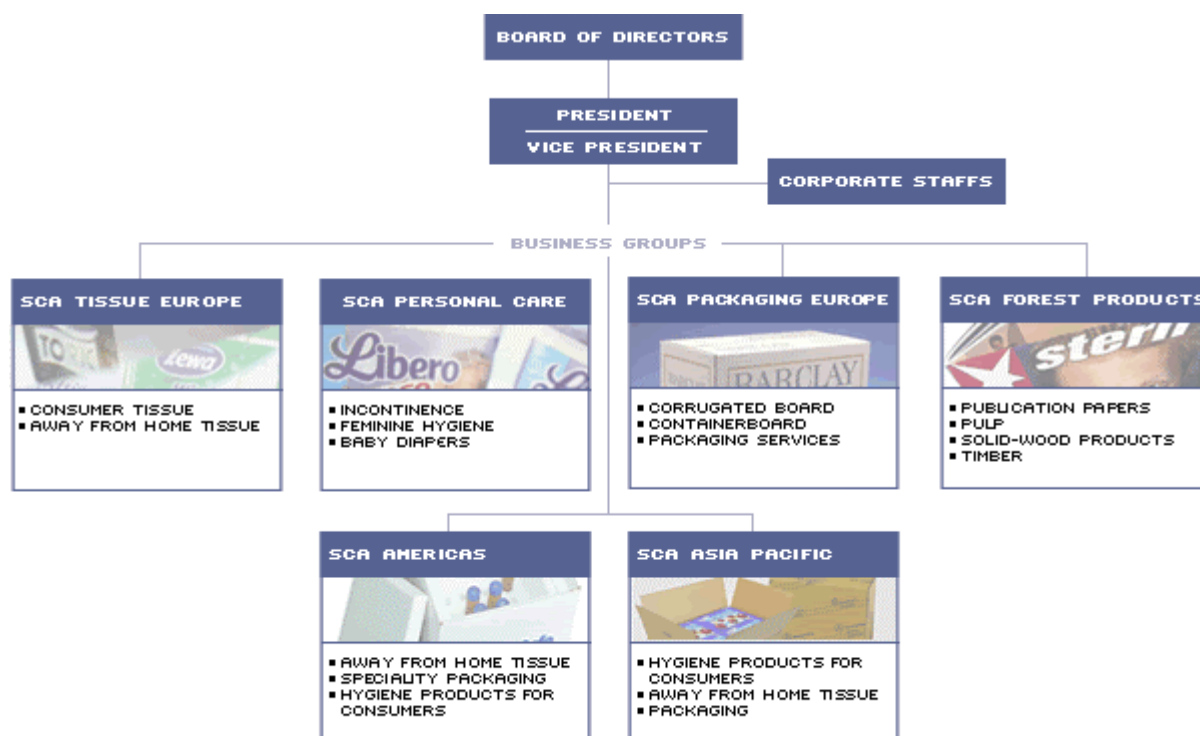 BOARD OF DIRECTORS
PRESIDENT
VICE PRESIDENT
CORPORATE STAFFS
BUSINESS GROUPS
SCA TISSUE EUROPE
Zewa
▪ CONSUMER TISSUE
▪ AWAY FROM HOME TISSUE
SCA PERSONAL CARE
Libero
▪ INCONTINENCE
▪ FEMININE HYGIENE
▪ BABY DIAPERS
SCA PACKAGING EUROPE
BARCLAY
▪ CORRUGATED BOARD
▪ CONTAINERBOARD
▪ PACKAGING SERVICES
SCA FOREST PRODUCTS
stern
▪ PUBLICATION PAPERS
▪ PULP
▪ SOLID-WOOD PRODUCTS
▪ TIMBER
SCA AMERICAS
▪ AWAY FROM HOME TISSUE
▪ SPECIALITY PACKAGING
▪ HYGIENE PRODUCTS FOR
CONSUMERS
SCA ASIA PACIFIC
▪ HYGIENE PRODUCTS FOR
CONSUMERS
▪ AWAY FROM HOME TISSUE
▪ PACKAGING